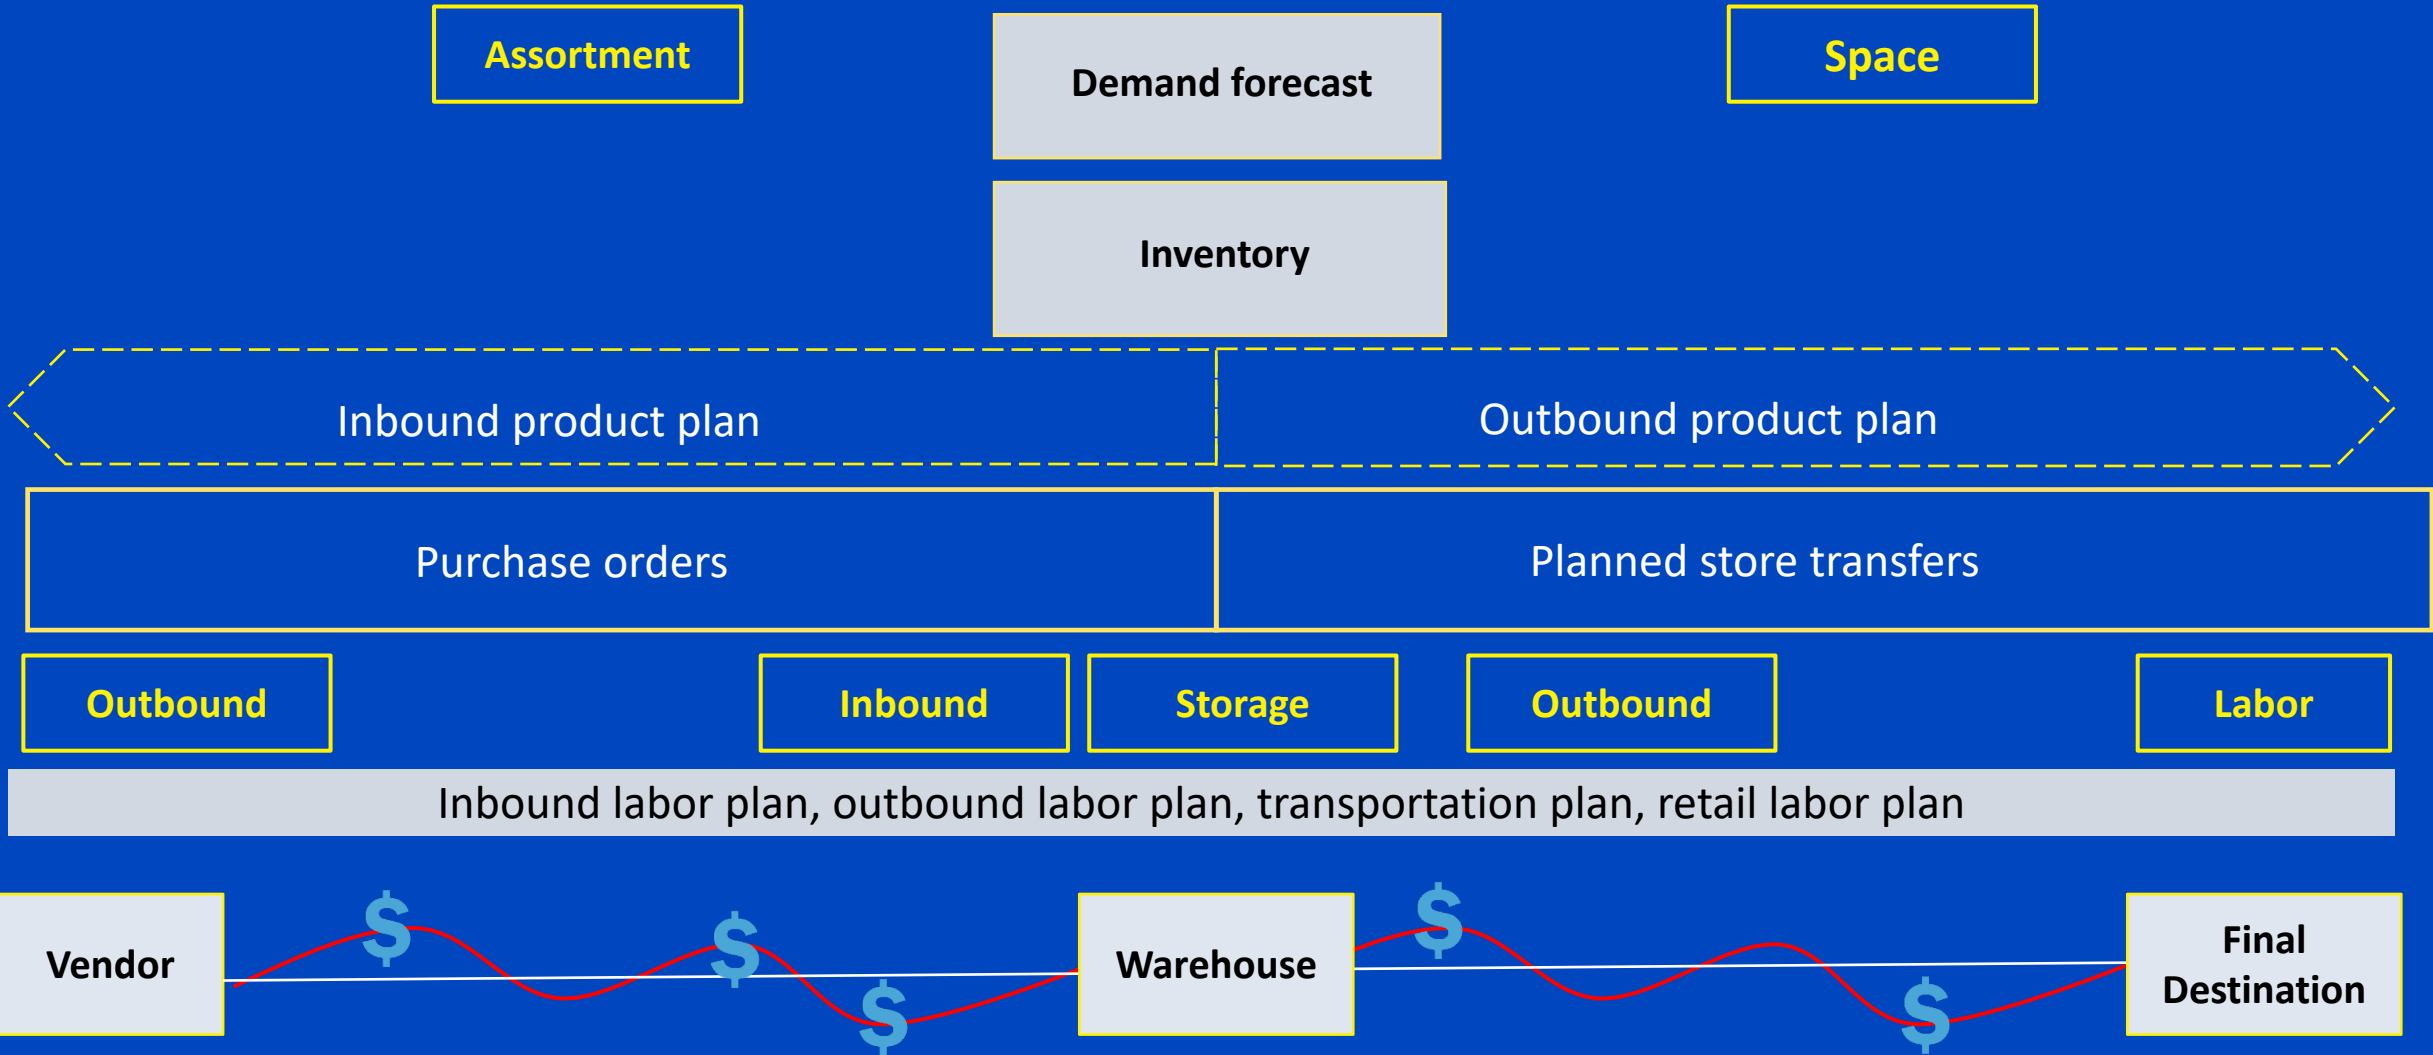 Assortment
Demand forecast
Space
Inventory
Inbound product plan
Outbound product plan
Purchase orders
Planned store transfers
Outbound
Inbound
Storage
Outbound
Labor
Inbound labor plan, outbound labor plan, transportation plan, retail labor plan
$
$
$
$
$
Vendor
Warehouse
Final
Destination